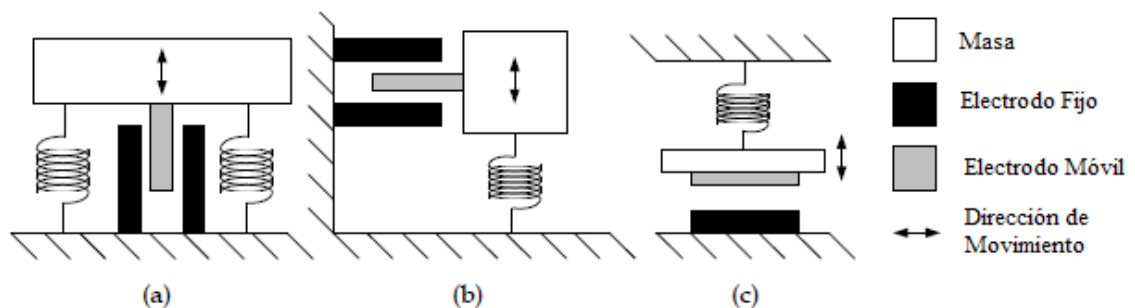 Masa
Electrodo Fijo
Electrodo Móvil
Dirección de
Movimiento
(a)
(b)
(c)